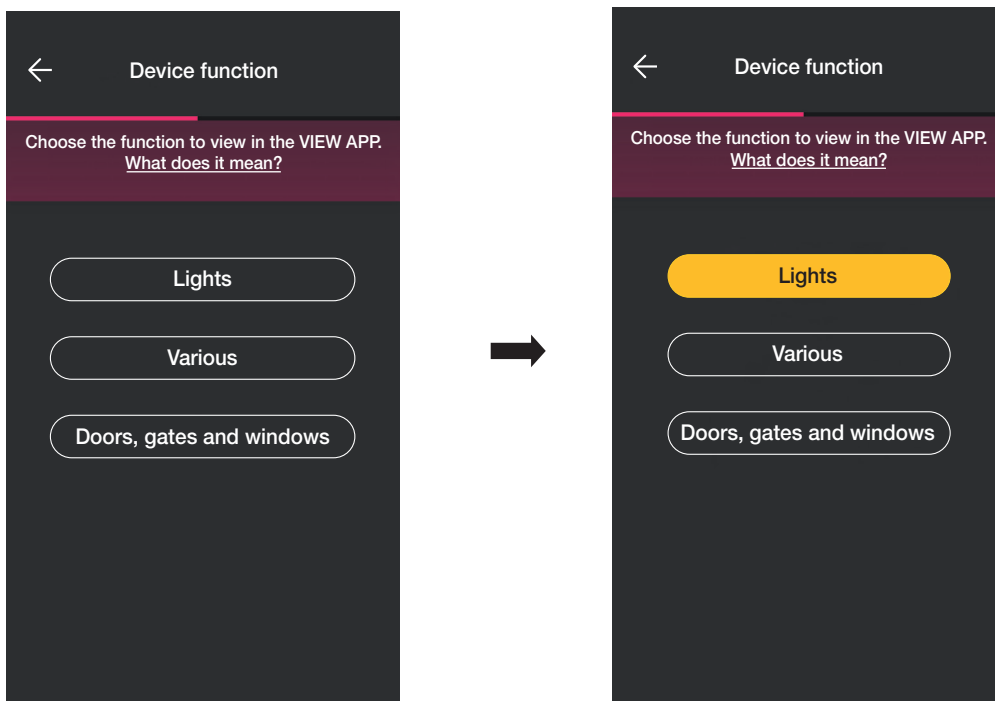 Device function
Choose the function to view in the VIEW APP.
What does it mean?
Lights
Various
Doors, gates and windows
Device function
Choose the function to view in the VIEW APP.
What does it mean?
Lights
Various
Doors, gates and windows